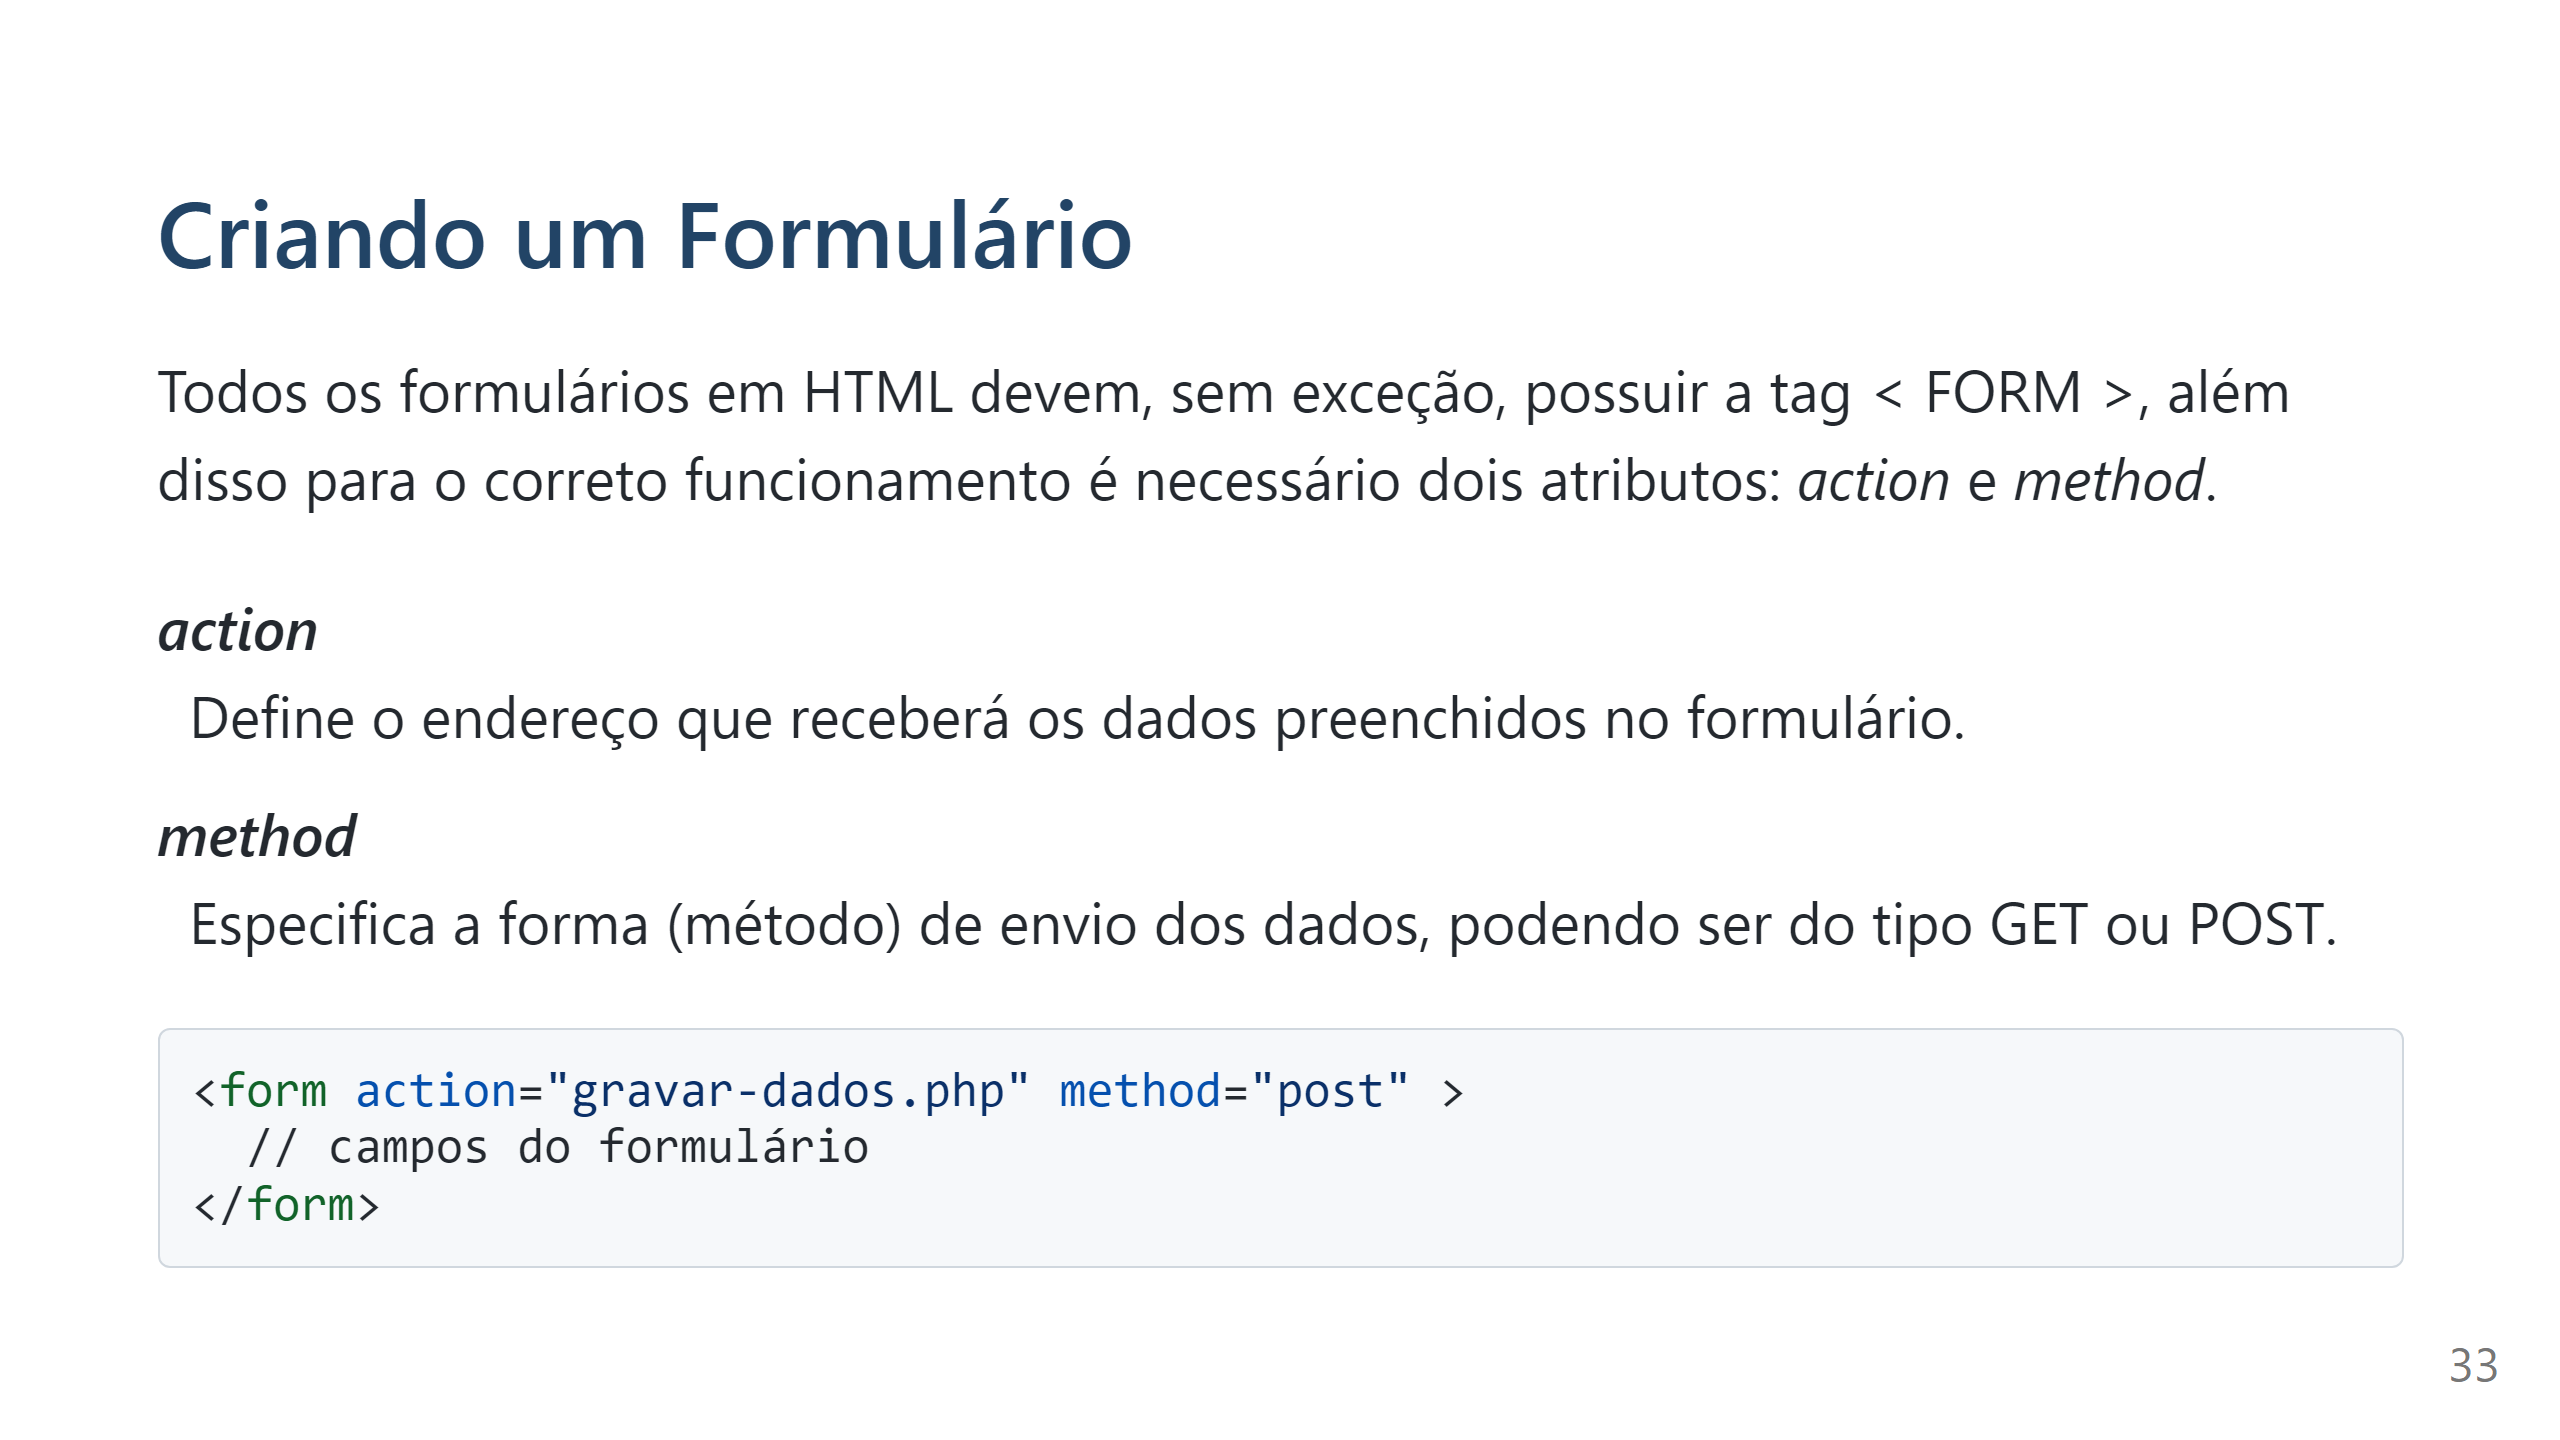 Criando um Formulário
Todos os formulários em HTML devem, sem exceção, possuir a tag < FORM >, além
disso para o correto funcionamento é necessário dois atributos: action e method.
action
Define o endereço que receberá os dados preenchidos no formulário.
method
Especifica a forma (método) de envio dos dados, podendo ser do tipo GET ou POST.
<form action="gravar-dados.php" method="post" >
  // campos do formulário
</form>
33